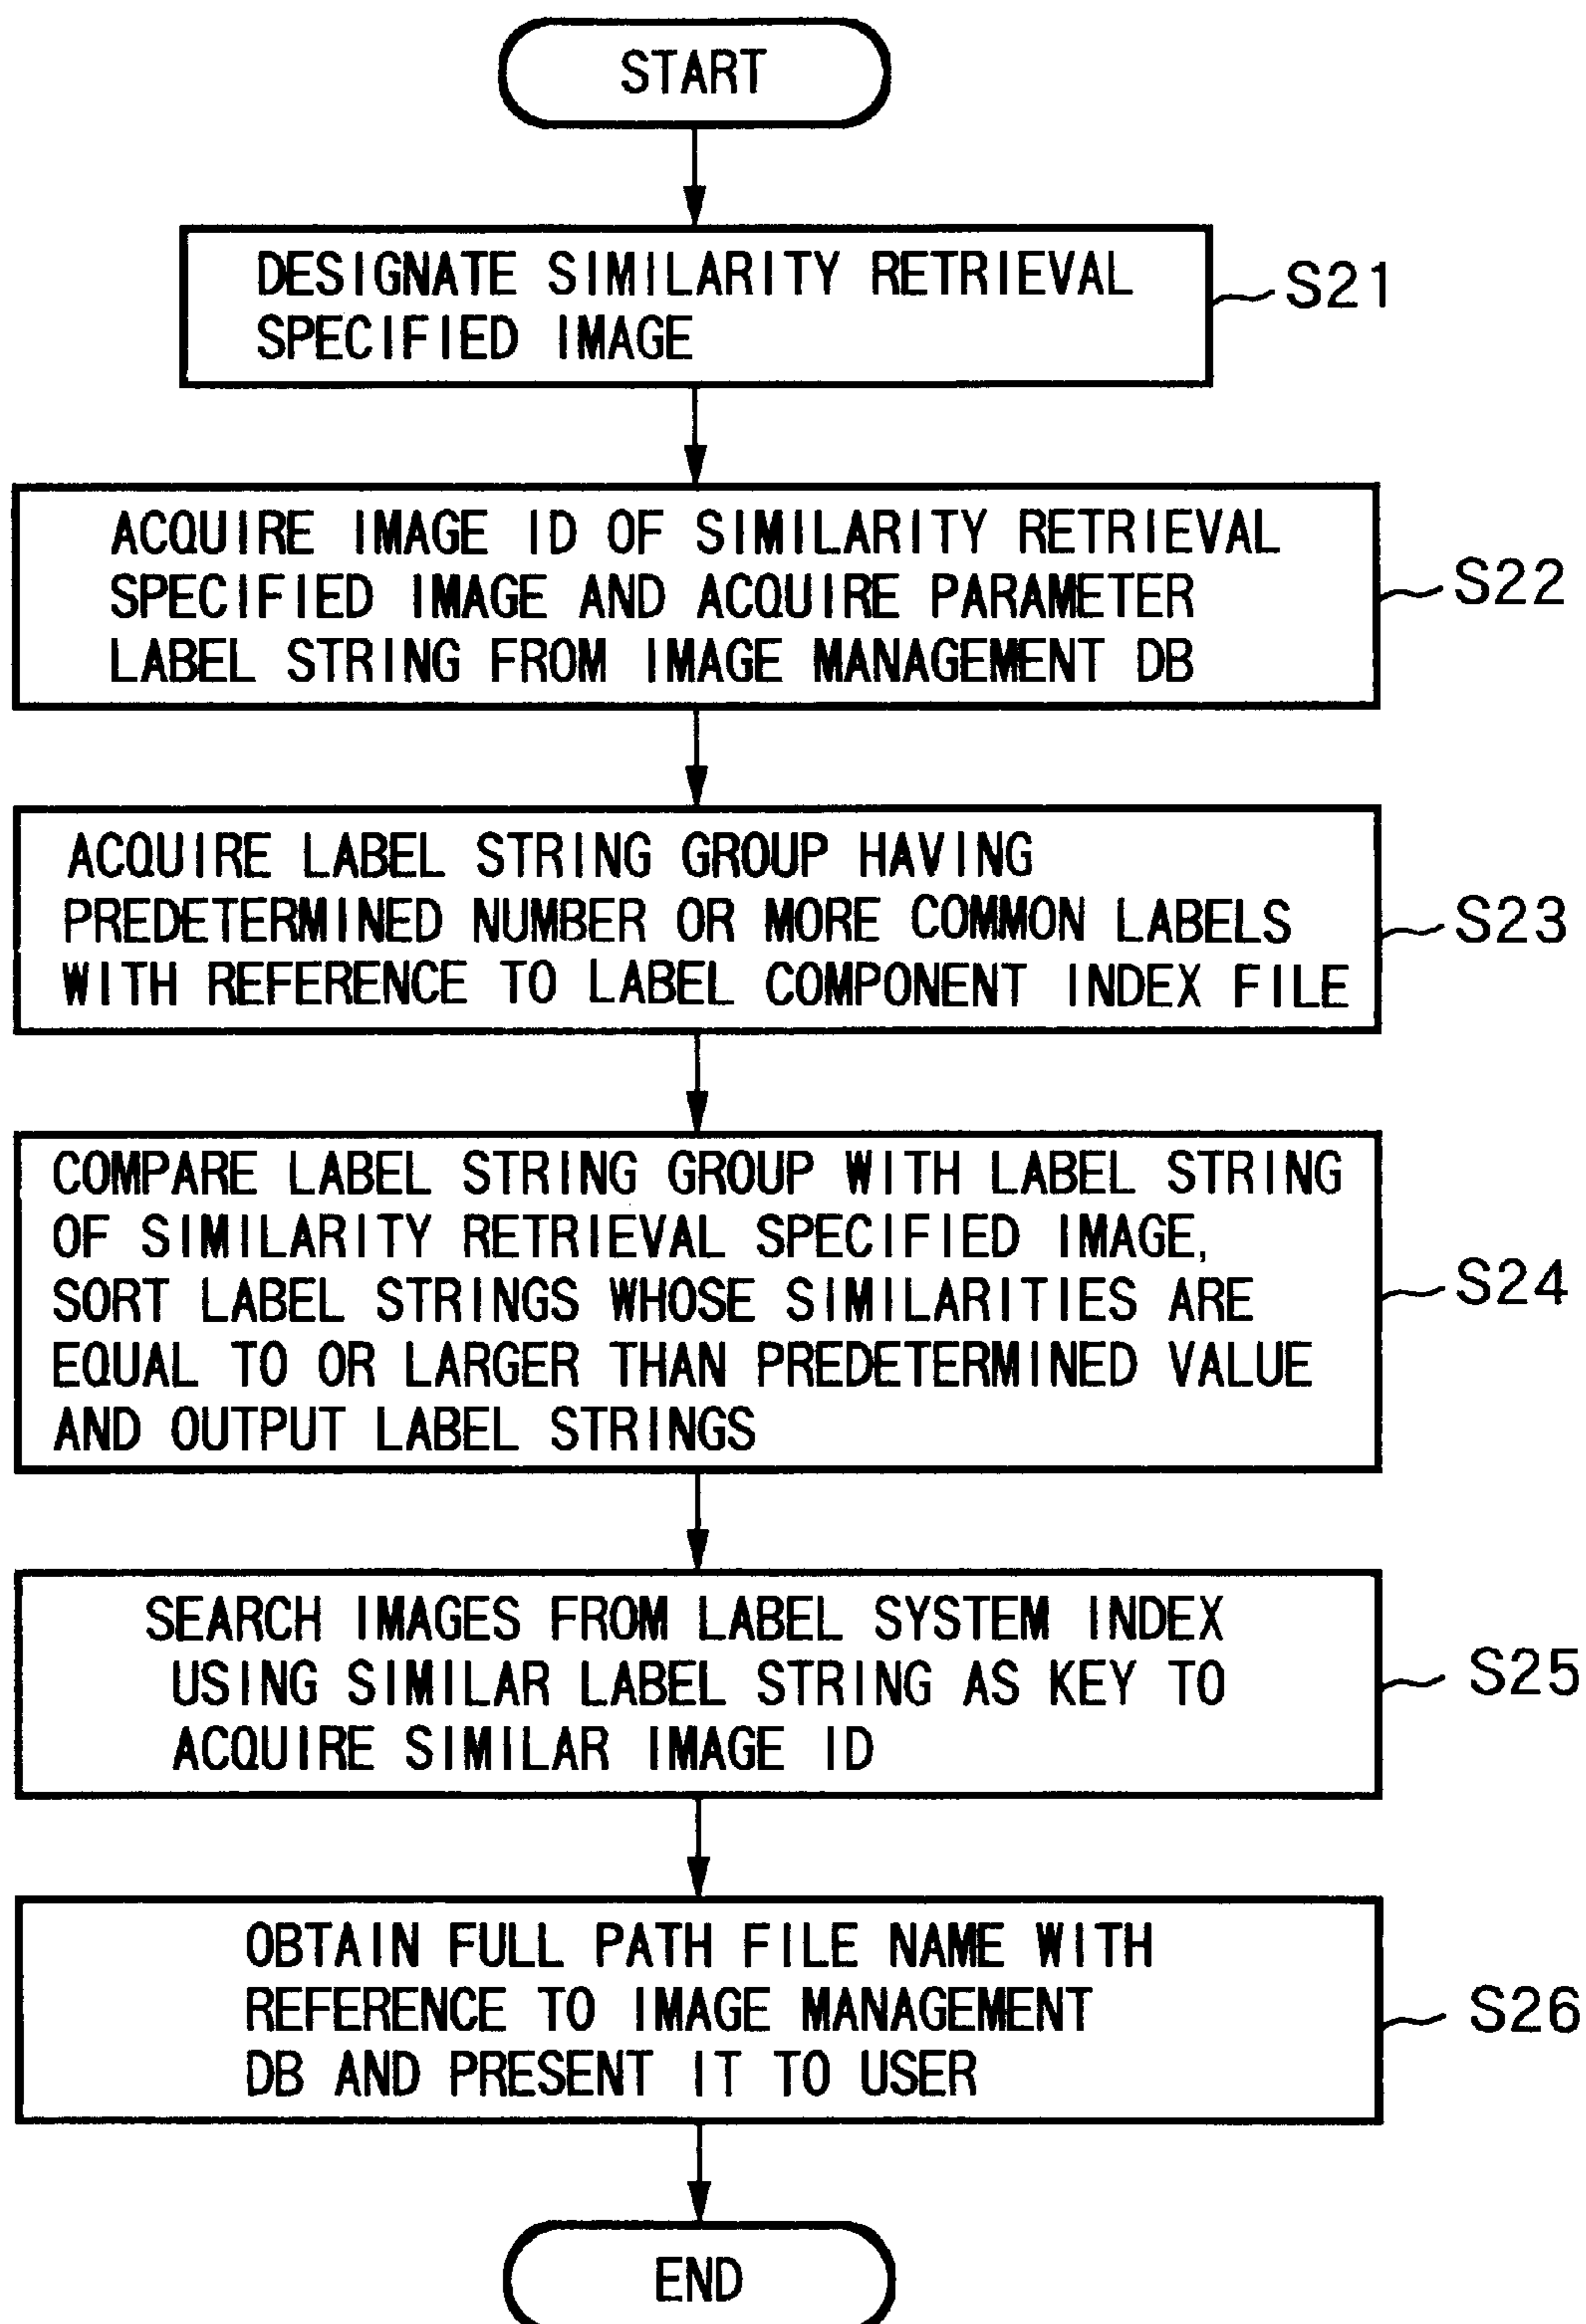 START
DESIGNATE SIMILARITY RETRIEVAL
SPECIFIED IMAGE
S21
ACQUIRE IMAGE ID OF SIMILARITY RETRIEVAL
SPECIFIED IMAGE AND ACQUIRE PARAMETER
LABEL STRING FROM IMAGE MANAGEMENT DB
S22
ACQUIRE LABEL STRING GROUP HAVING
PREDETERMINED NUMBER OR MORE COMMON LABELS
WITH REFERENCE TO LABEL COMPONENT INDEX FILE
S23
COMPARE LABEL STRING GROUP WITH LABEL STRING
OF SIMILARITY RETRIEVAL SPECIFIED IMAGE,
SORT LABEL STRINGS WHOSE SIMILARITIES ARE
EQUAL TO OR LARGER THAN PREDETERMINED VALUE
AND OUTPUT LABEL STRINGS
S24
SEARCH IMAGES FROM LABEL SYSTEM INDEX
USING SIMILAR LABEL STRING AS KEY TO
ACQUIRE SIMILAR IMAGE ID
S25
OBTAIN FULL PATH FILE NAME WITH
REFERENCE TO IMAGE MANAGEMENT
DB AND PRESENT IT TO USER
S26
END